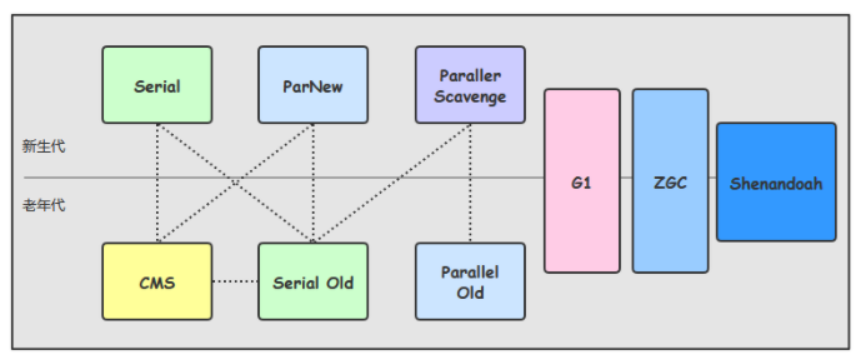 Serial
ParNew
Paraller
Scavenge
新生代
G1
ZGC
Shenandoah
老年代
CMS
Serial Old
Parallel
Old